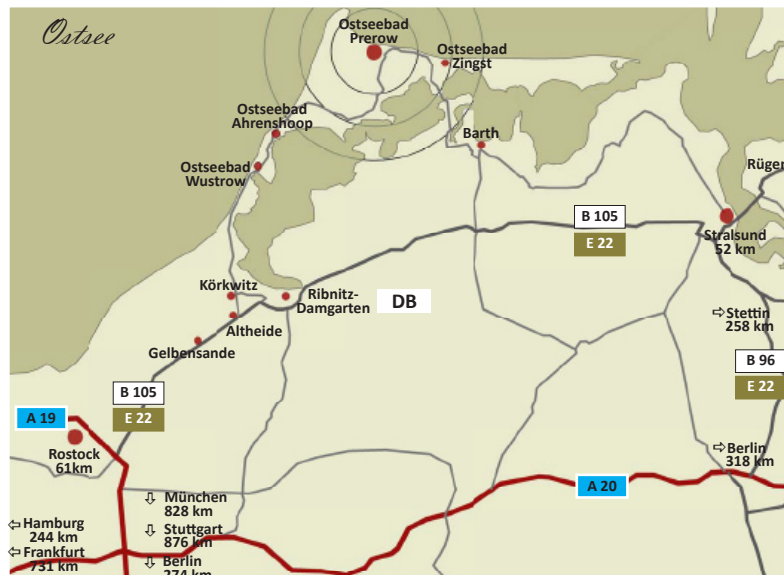 Ostsee
Ostseebad
Prerow
Ostseebad
Zingst
Ostseebad
Ahrenshoop
Barth
Ostseebad
Wustrow
Rügen
B 105
E 22
Stralsund
52 km
Körkwitz
Ribnitz-
Damgarten
DB
Altheide
Gelbensande
Stettin
258 km
B 96
E 22
B 105
E 22
A 19
Rostock
61km
Berlin
318 km
A 20
München
828 km
Stuttgart
876 km
Hamburg
244 km
Frankfurt
731 km
Berlin
274 km